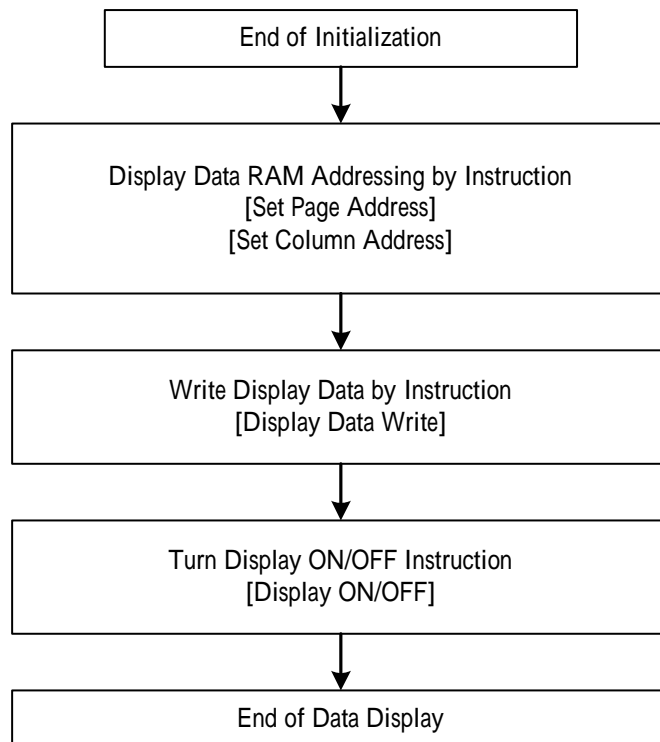 End of Initialization
Display Data RAM Addressing by Instruction
[Set Page Address]
[Set Column Address]
Write Display Data by Instruction
[Display Data Write]
Turn Display ON/OFF Instruction
[Display ON/OFF]
End of Data Display